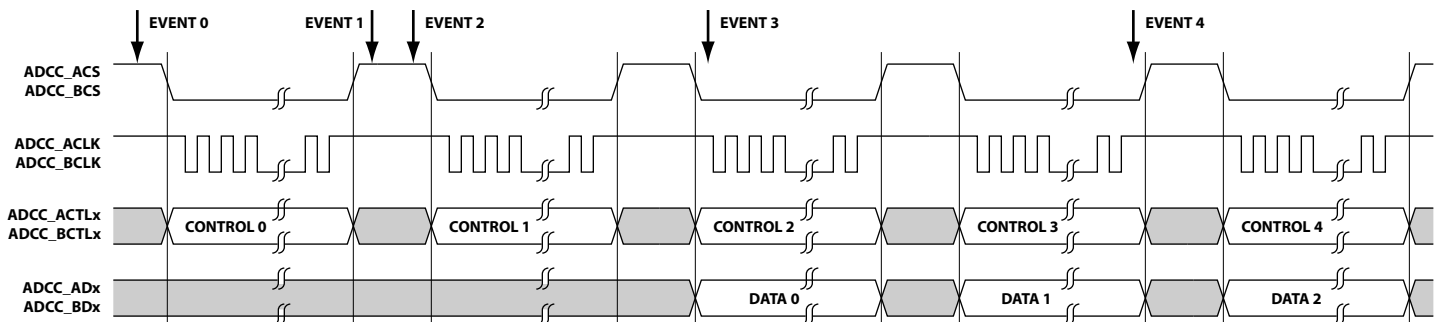 EVENT 0
EVENT 1
EVENT 2
EVENT 3
EVENT 4
ADCC_ACS
ADCC_BCS
ADCC_ACLK
ADCC_BCLK
ADCC_ACTLx
ADCC_BCTLx
CONTROL 0
CONTROL 1
CONTROL 2
CONTROL 3
CONTROL 4
ADCC_ADx
ADCC_BDx
DATA 0
DATA 1
DATA 2